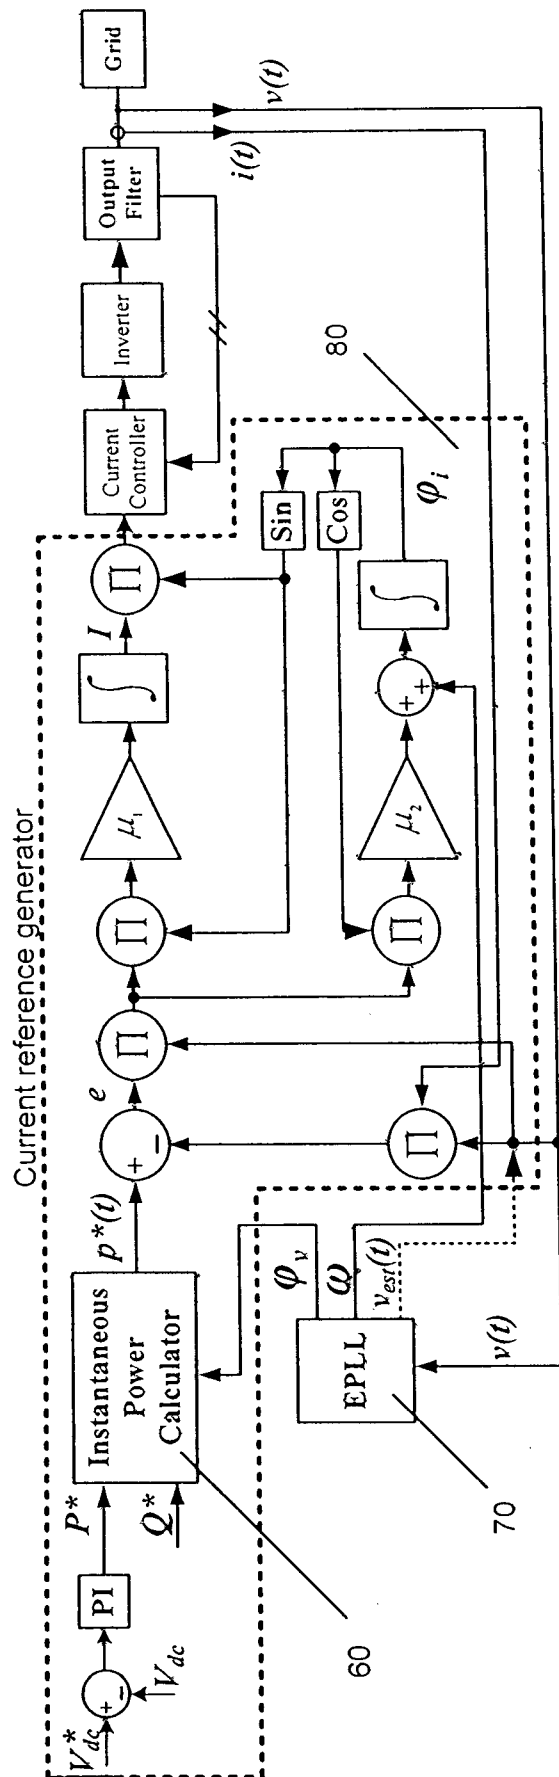 Current reference generator
V*dc
+
−
Vdc
PI
P*
Q*
Instantaneous
Power
Calculator
60
p*(t)
+
−
e
∏
∏
μ1
∫
I
∏
Current
Controller
Inverter
Output
Filter
Grid
i(t)
v(t)
Sin
Cos
φi
80
∏
μ2
+
+
∫
∏
φv
ω
vest(t)
EPLL
v(t)
70